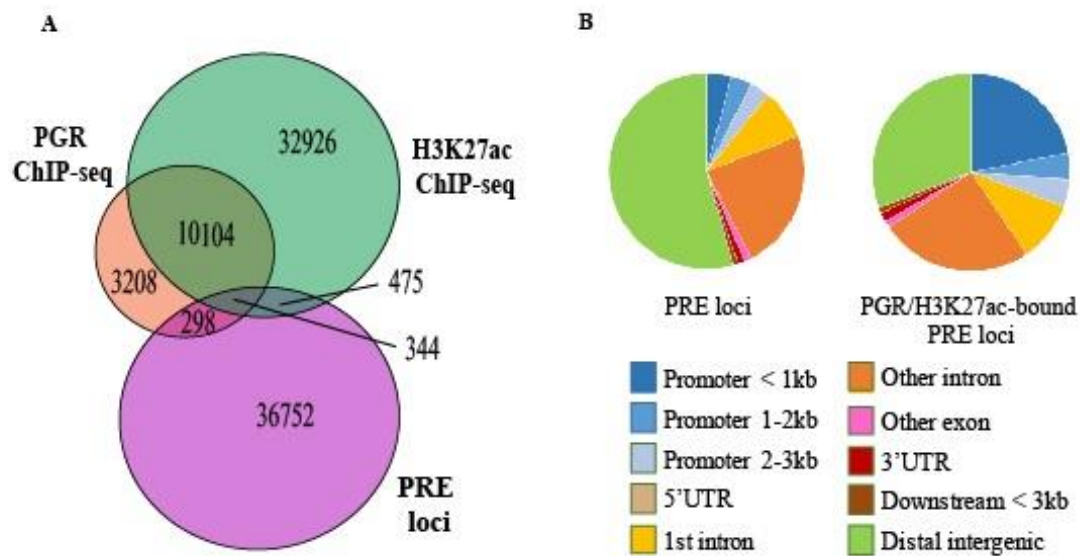 A
B
PGR
ChIP-seq
32926
H3K27ac
ChIP-seq
10104
3208
475
298
344
36752
PRE
loci
PRE loci
PGR/H3K27ac-bound
PRE loci
Promoter < 1kb
Promoter 1-2kb
Promoter 2-3kb
5'UTR
1st intron
Other intron
Other exon
3'UTR
Downstream < 3kb
Distal intergenic